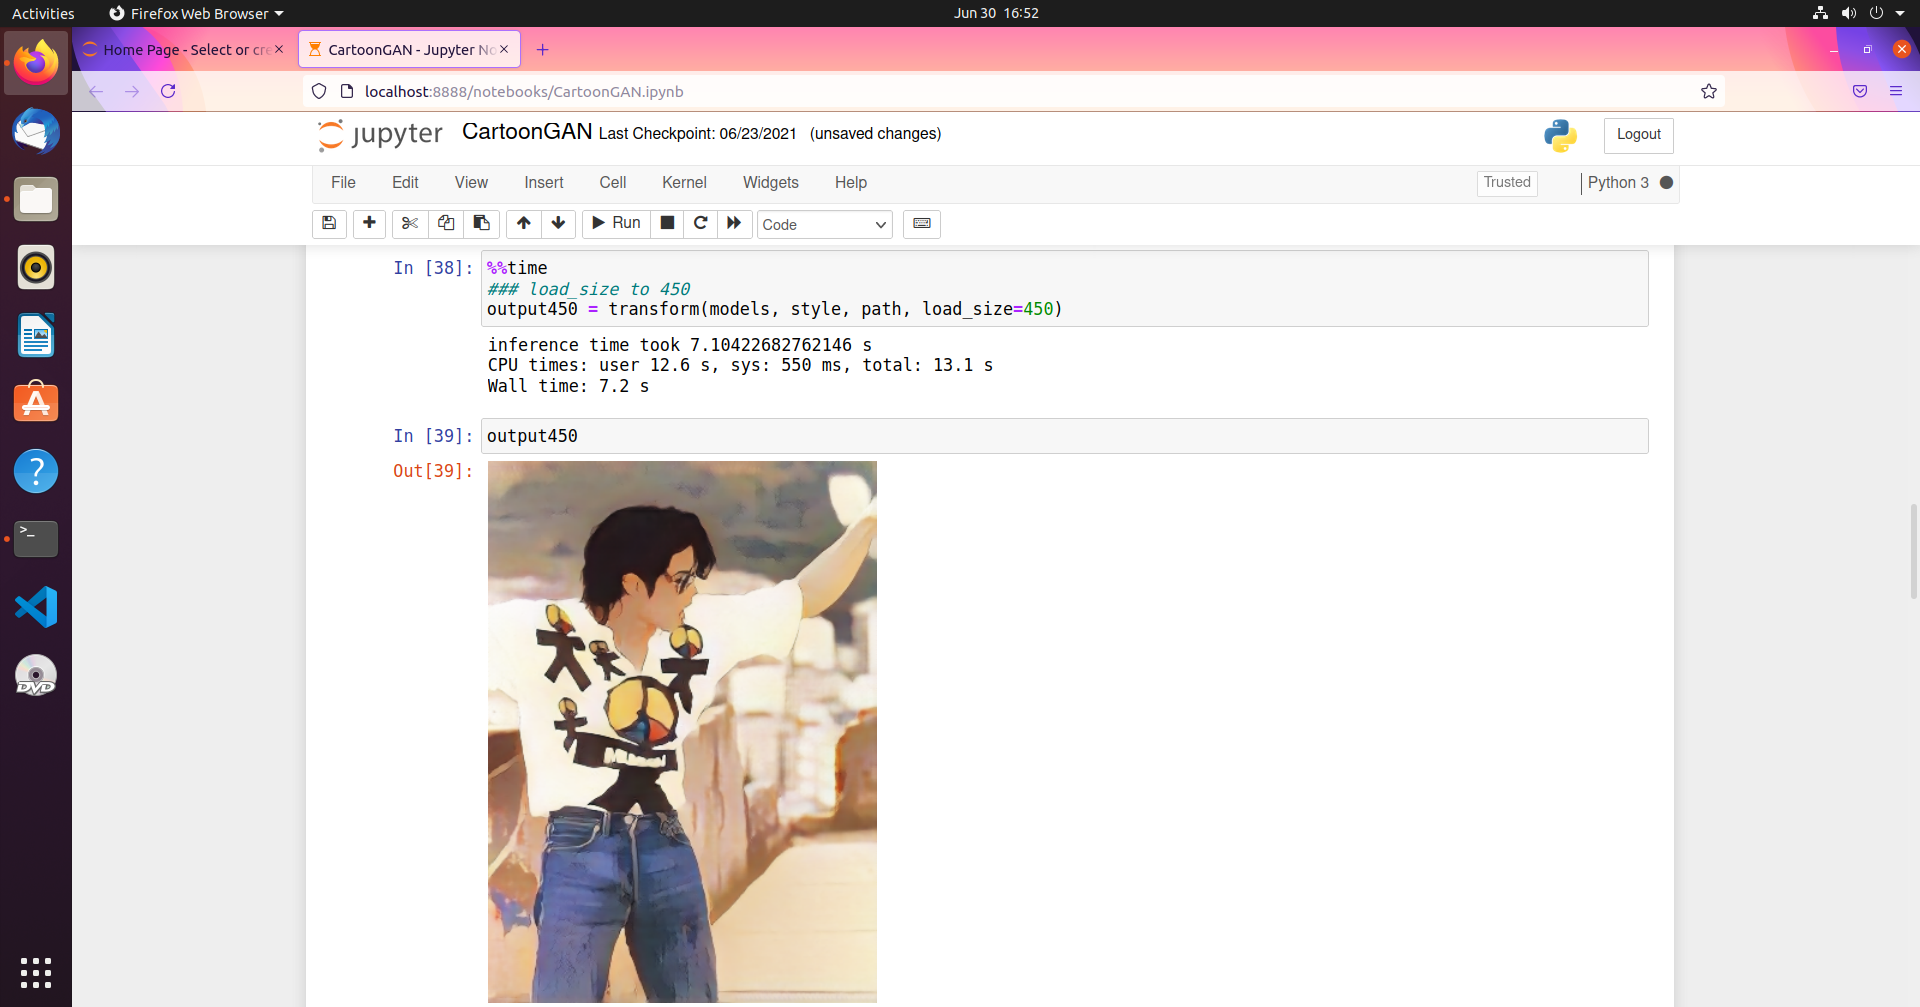 Activities
Firefox Web Browser
Jun 30 16:52
Home Page - Select or cre
CartoonGAN - Jupyter No
localhost:8888/notebooks/CartoonGAN.ipynb
jupyter
CartoonGAN
Last Checkpoint: 06/23/2021
(unsaved changes)
Logout
File
Edit
View
Insert
Cell
Kernel
Widgets
Help
Trusted
Python 3
Run
Code
In [38]:
%%time
### load_size to 450
output450 = transform(models, style, path, load_size=450)
inference time took 7.10422682762146 s
CPU times: user 12.6 s, sys: 550 ms, total: 13.1 s
Wall time: 7.2 s
In [39]:
output450
Out[39]:
>_
?
DVD